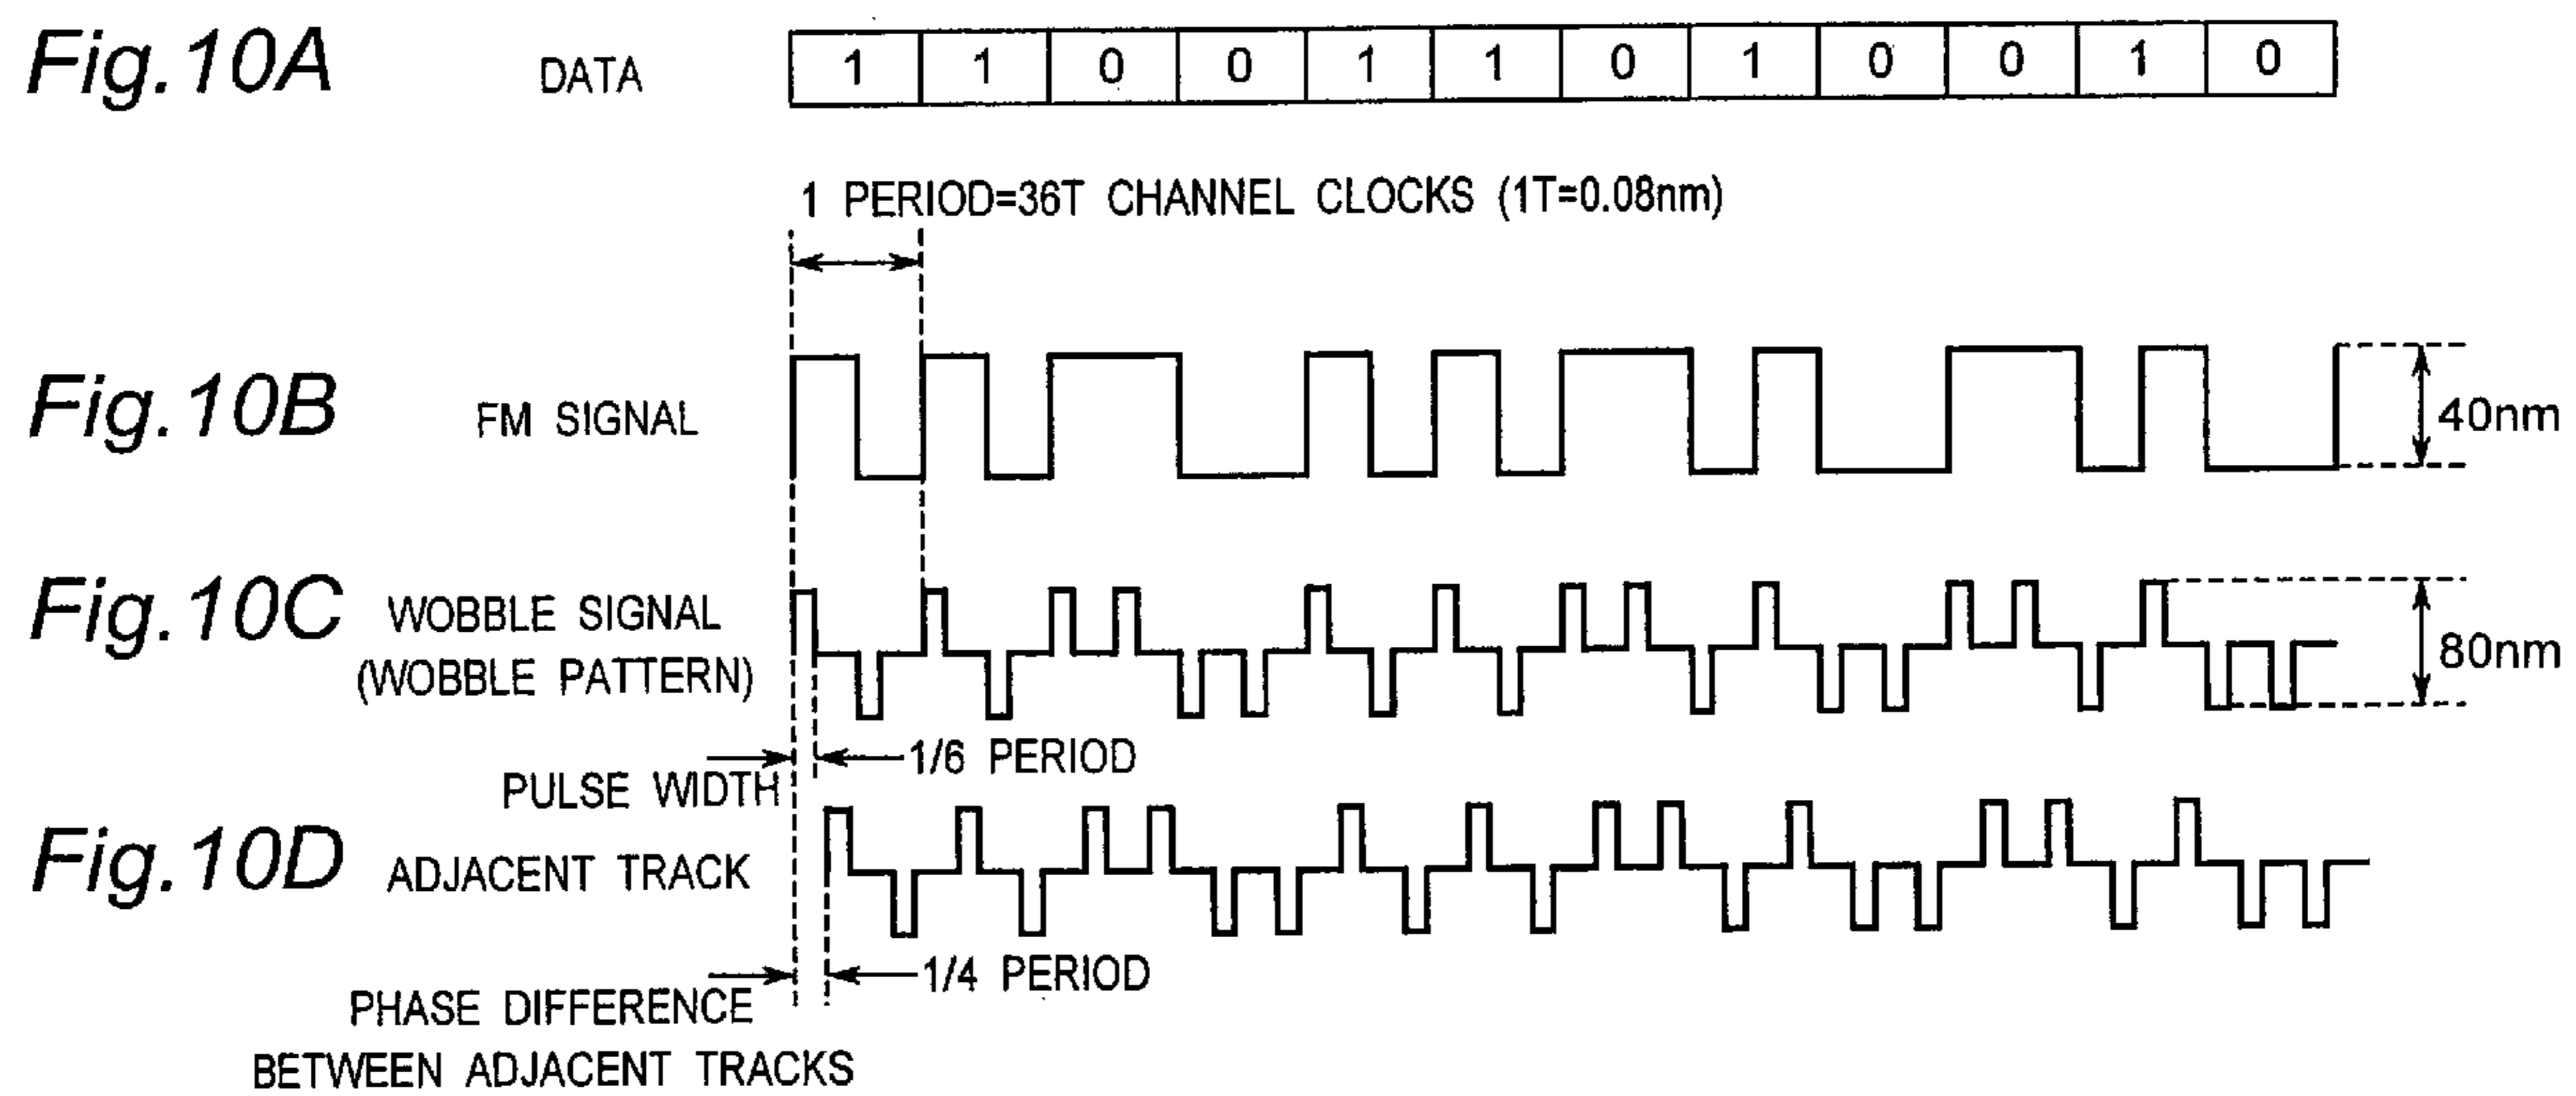 Fig.10A DATA 1 1 0 0 1 1 0 1 0 0 1 0
1 PERIOD=36T CHANNEL CLOCKS (1T=0.08nm)
Fig.10B FM SIGNAL 40nm
Fig.10C WOBBLE SIGNAL
(WOBBLE PATTERN) 80nm
1/6 PERIOD
PULSE WIDTH
Fig.10D ADJACENT TRACK
1/4 PERIOD
PHASE DIFFERENCE
BETWEEN ADJACENT TRACKS